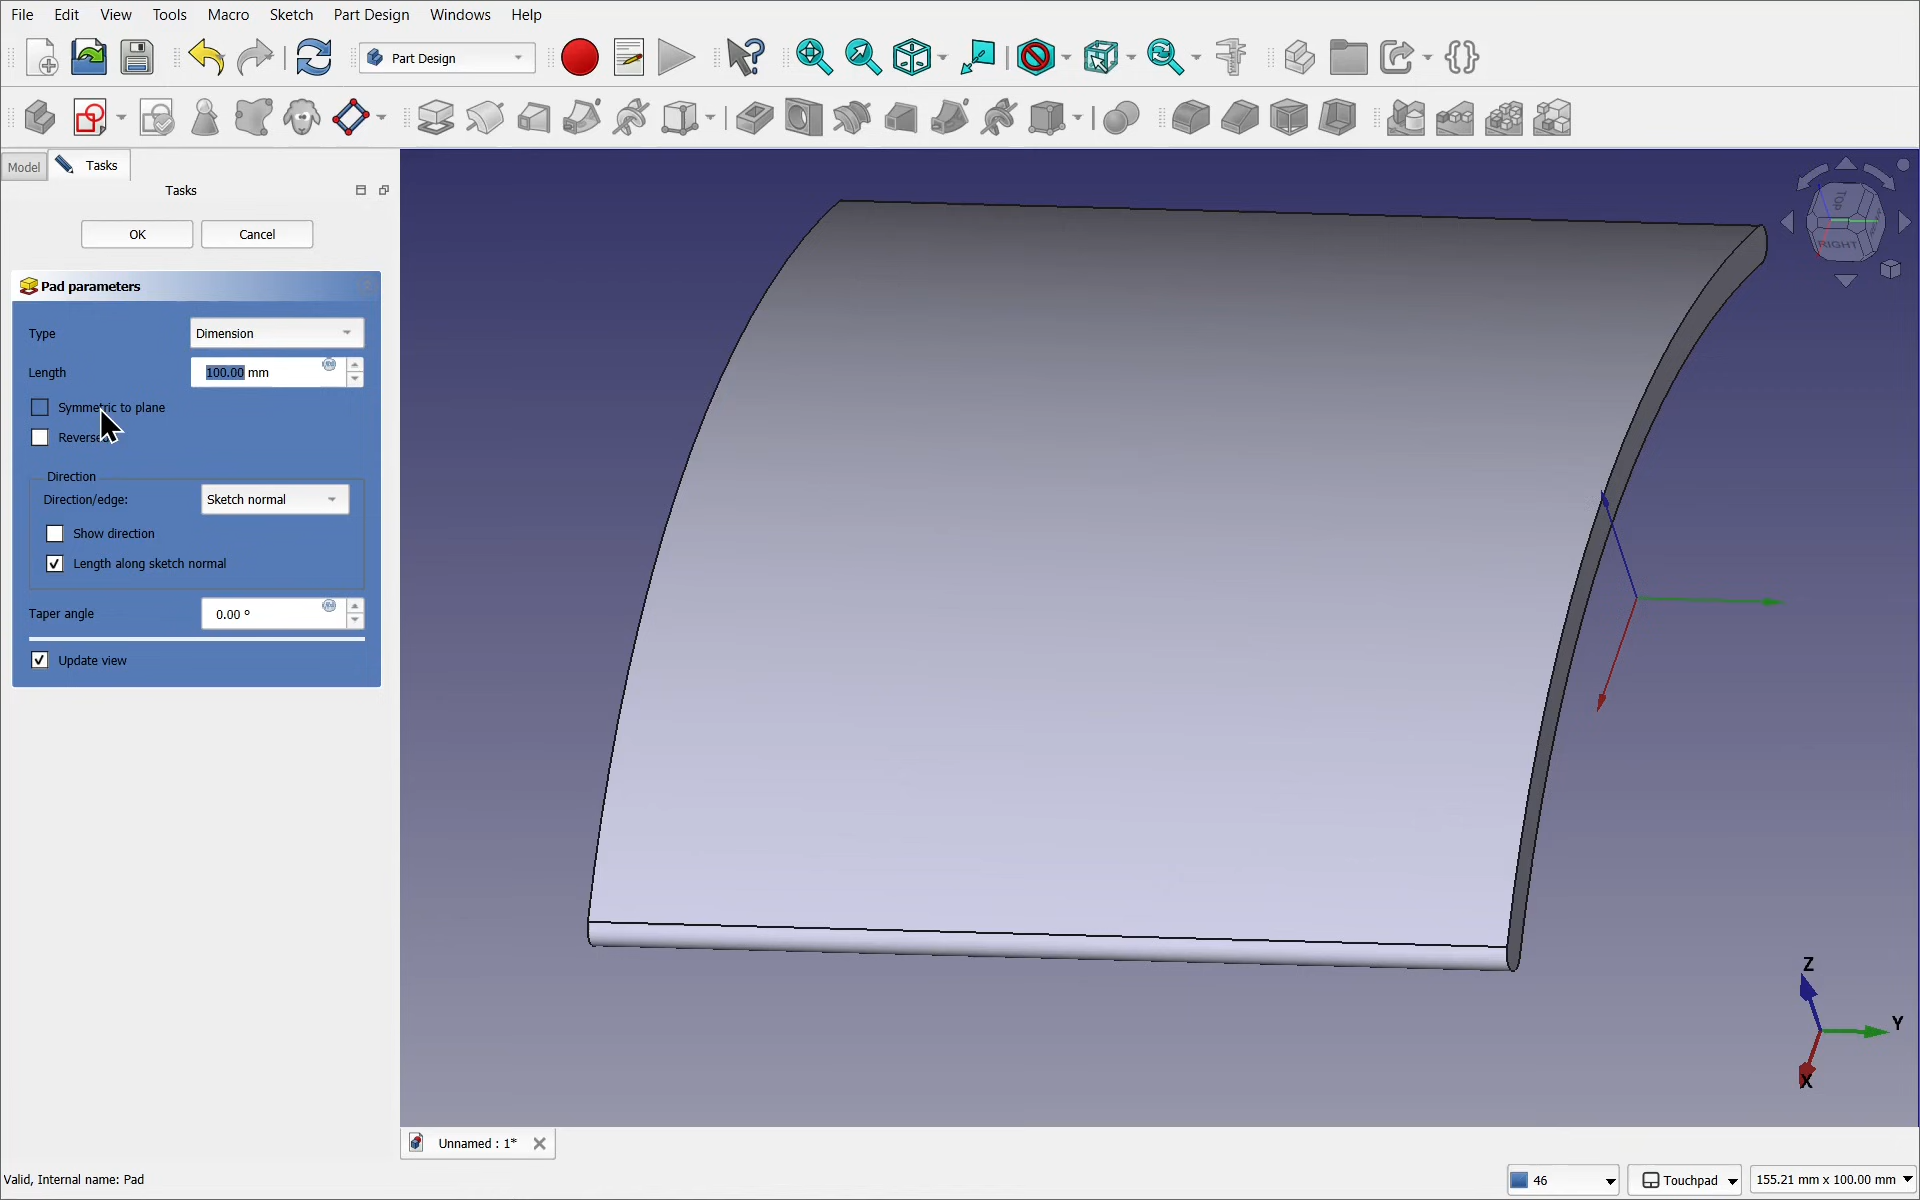 File Edit View Tools Macro Sketch Part Design Windows Help
Part Design
Model Tasks
Tasks
OK Cancel
Pad parameters
Type Dimension
Length 100.00 mm
Symmetric to plane
Reversed
Direction
Direction/edge: Sketch normal
Show direction
Length along sketch normal
Taper angle 0.00 °
Update view
TOP
RIGHT
Z
Y
X
Unnamed : 1*
Valid, Internal name: Pad
46 Touchpad 155.21 mm x 100.00 mm